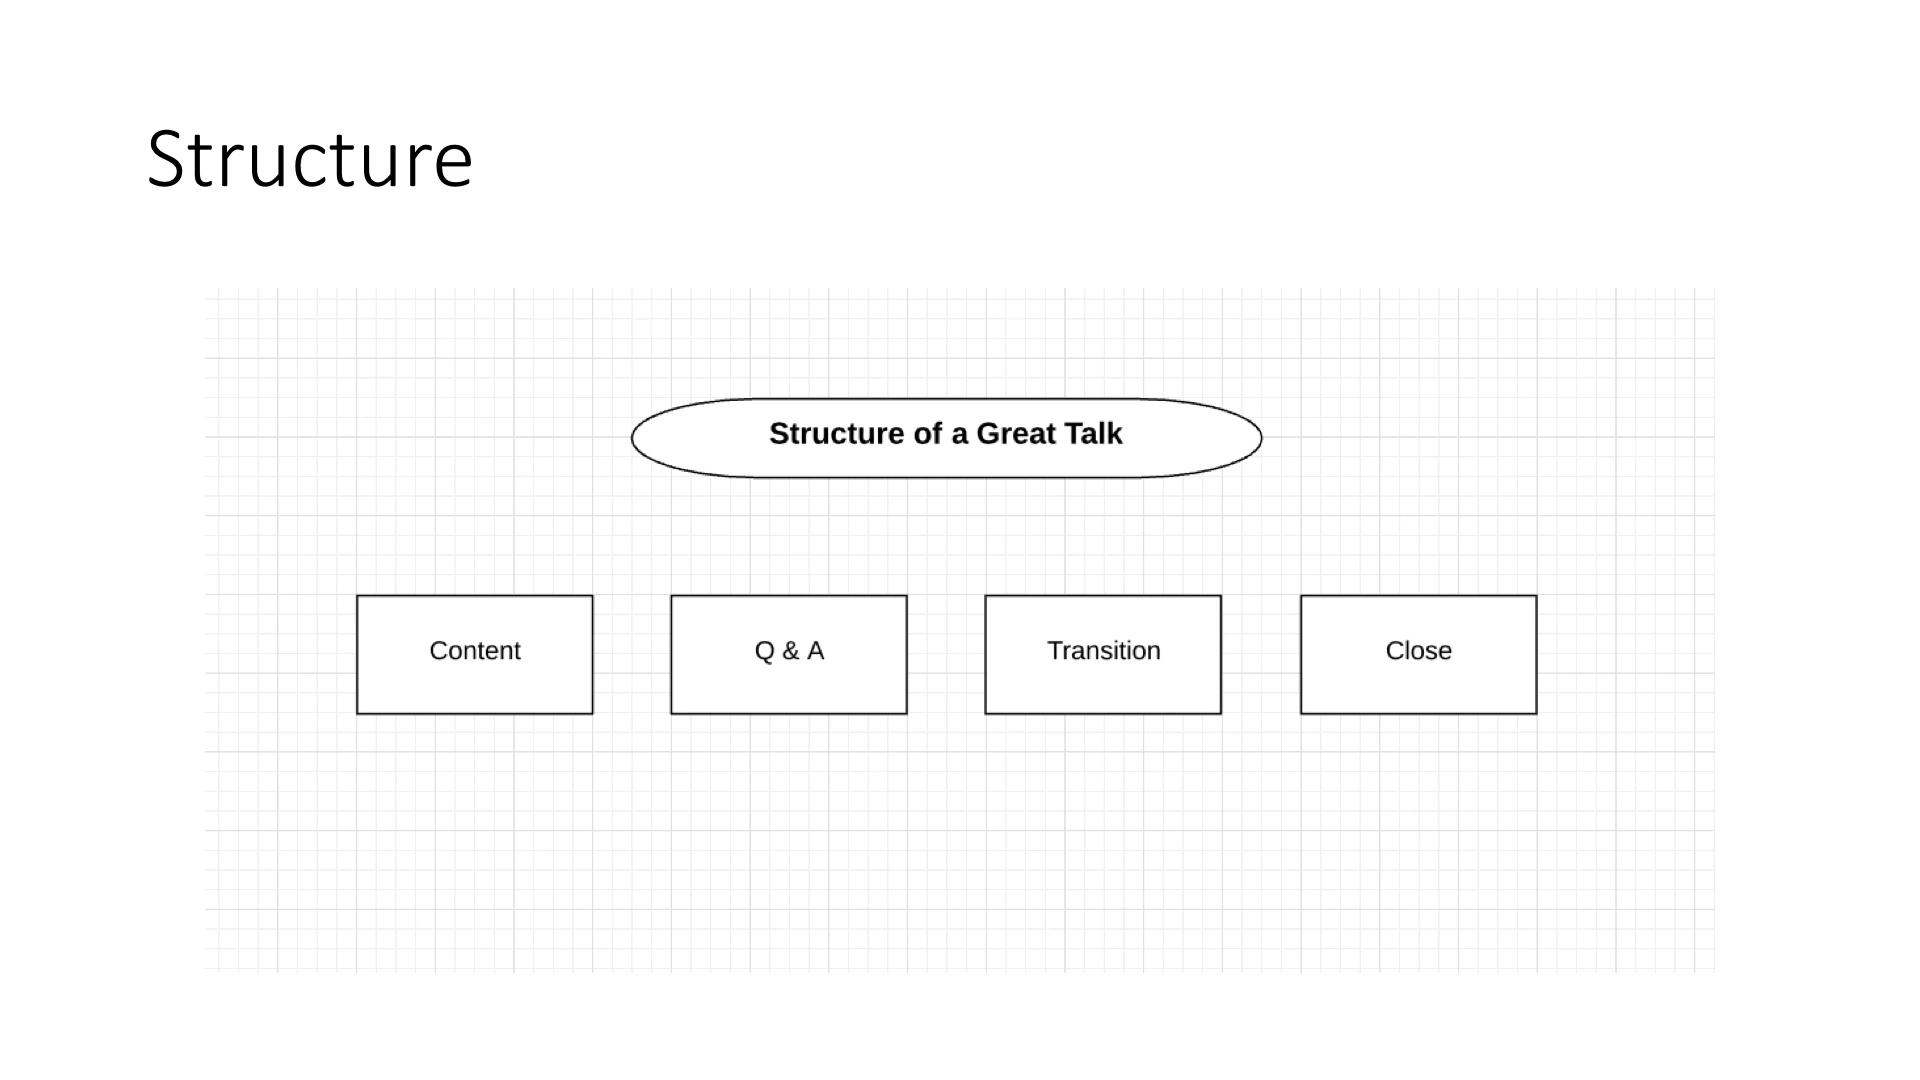 Structure
Structure of a Great Talk
Content
Q & A
Transition
Close